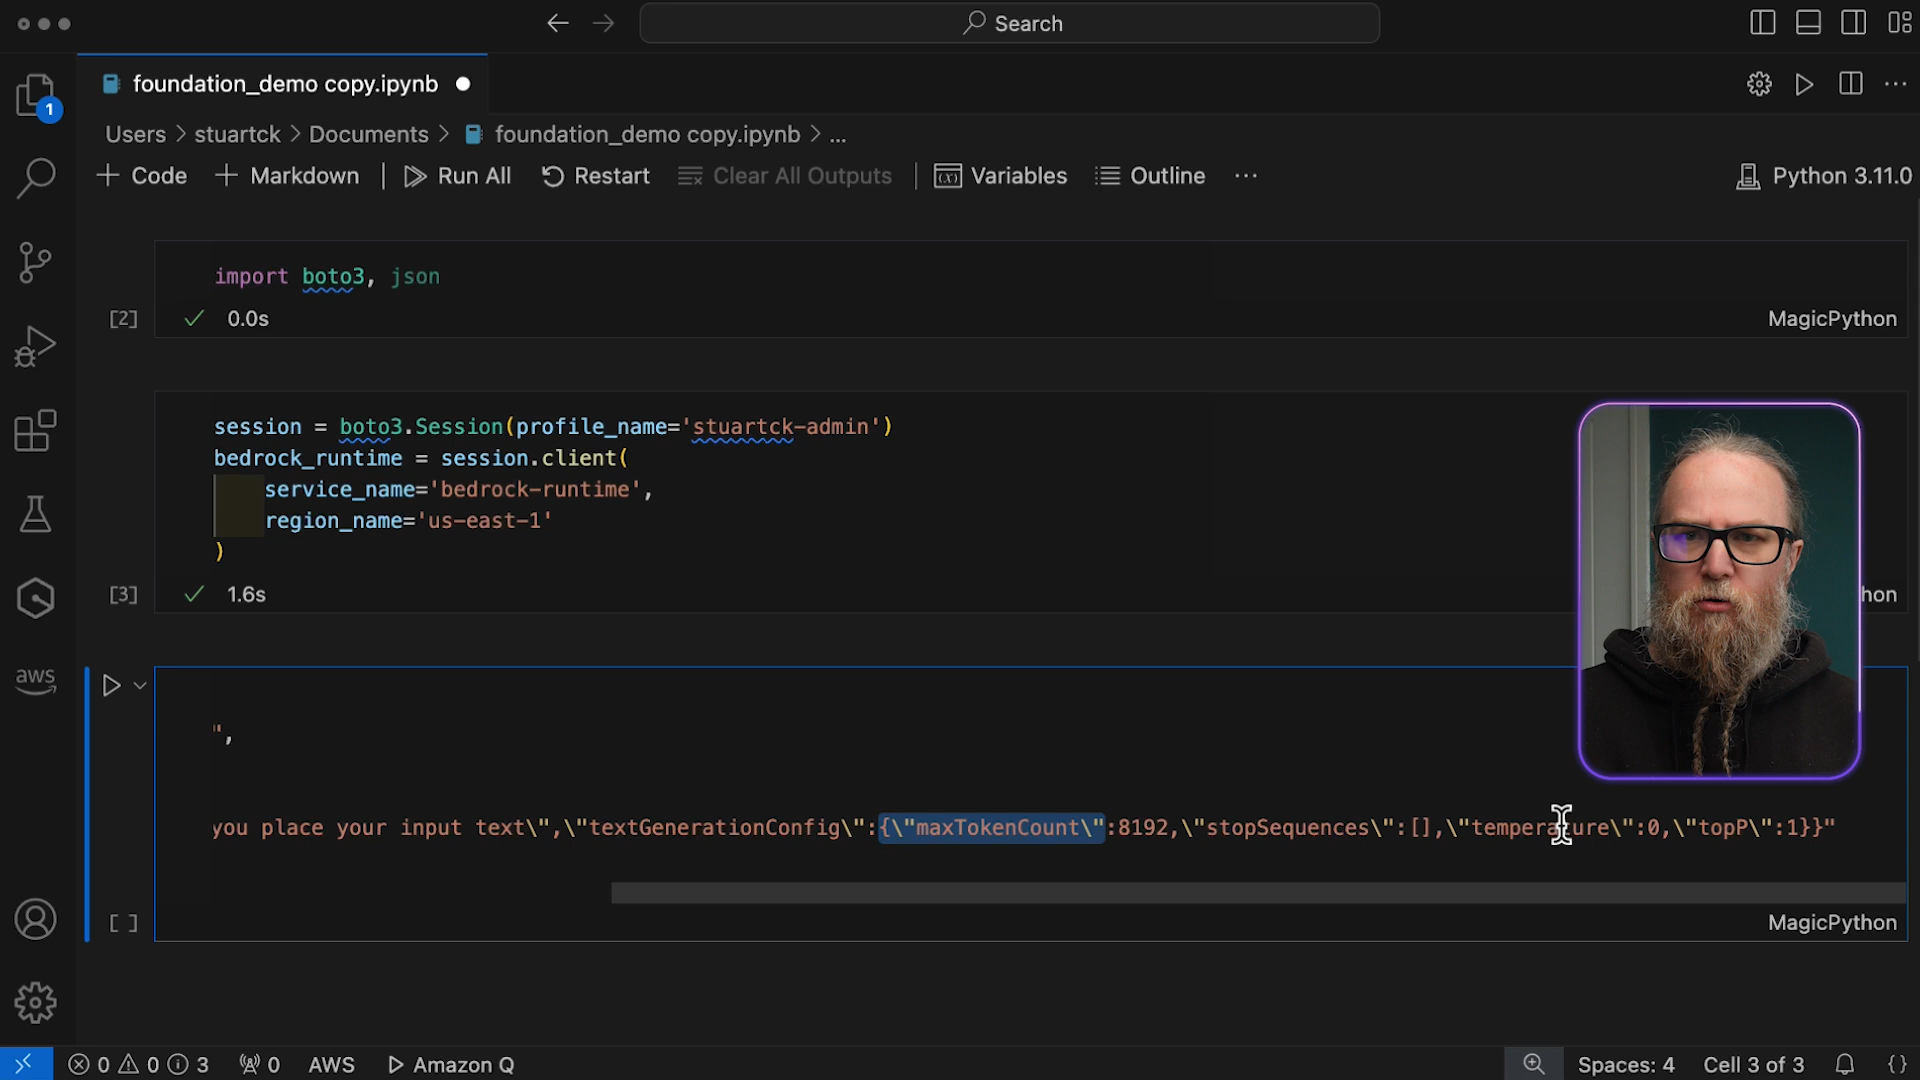 Search
foundation_demo copy.ipynb
1
Users > stuartck > Documents > foundation_demo copy.ipynb > ...
+ Code + Markdown | Run All Restart Clear All Outputs | Variables Outline ...
Python 3.11.0
import boto3, json
[2] 0.0s MagicPython
session = boto3.Session(profile_name='stuartck-admin')
bedrock_runtime = session.client(
service_name='bedrock-runtime',
region_name='us-east-1'
)
[3] 1.6s hon
aws
",
you place your input text\",\"textGenerationConfig\":{\"maxTokenCount\":8192,\"stopSequences\":[],\"temperature\":0,\"topP\":1}}"
[ ] MagicPython
0 0 3 0 AWS Amazon Q Spaces: 4 Cell 3 of 3 {}